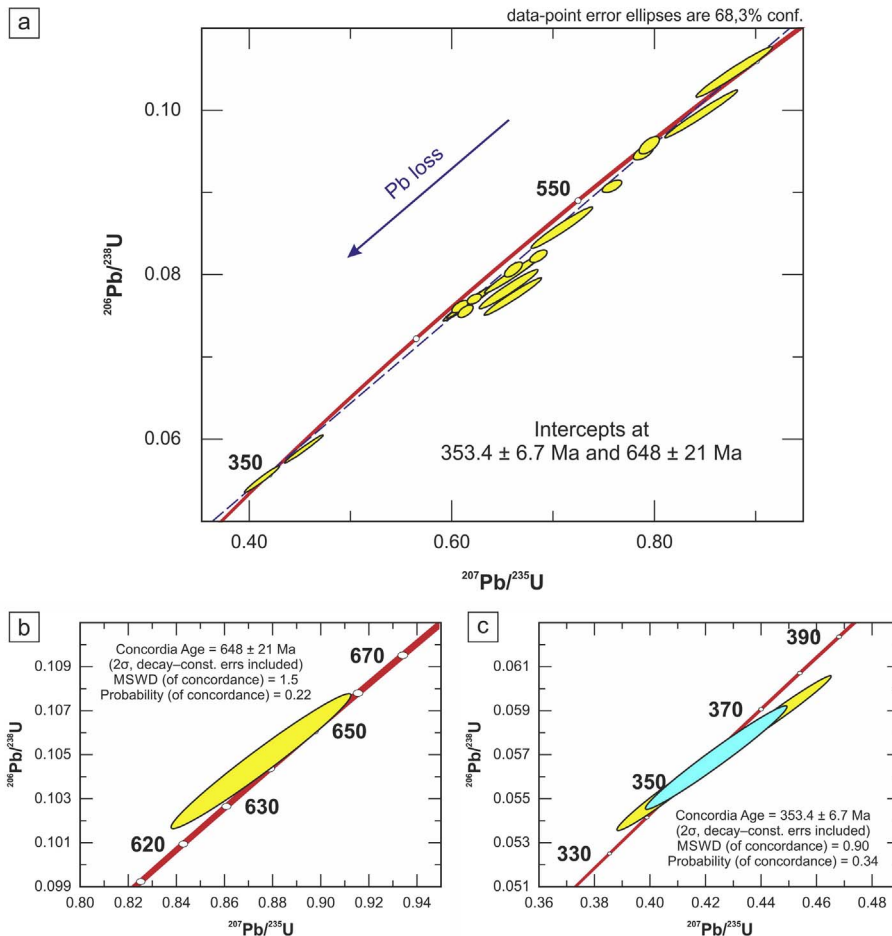 a
data-point error ellipses are 68,3% conf.
0.10
Pb loss
550
²⁰⁶Pb/²³⁸U
0.08
0.06
350
Intercepts at
353.4 ± 6.7 Ma and 648 ± 21 Ma
0.40 0.60 0.80
²⁰⁷Pb/²³⁵U
b
Concordia Age = 648 ± 21 Ma
(2σ, decay–const. errs included)
MSWD (of concordance) = 1.5
Probability (of concordance) = 0.22
0.109
0.107
0.105
0.103
0.101
0.099
²⁰⁶Pb/²³⁸U
670
650
630
620
0.80 0.82 0.84 0.86 0.88 0.90 0.92 0.94
²⁰⁷Pb/²³⁵U
c
0.061
0.059
0.057
0.055
0.053
0.051
²⁰⁶Pb/²³⁸U
390
370
350
330
Concordia Age = 353.4 ± 6.7 Ma
(2σ, decay–const. errs included)
MSWD (of concordance) = 0.90
Probability (of concordance) = 0.34
0.36 0.38 0.40 0.42 0.44 0.46 0.48
²⁰⁷Pb/²³⁵U